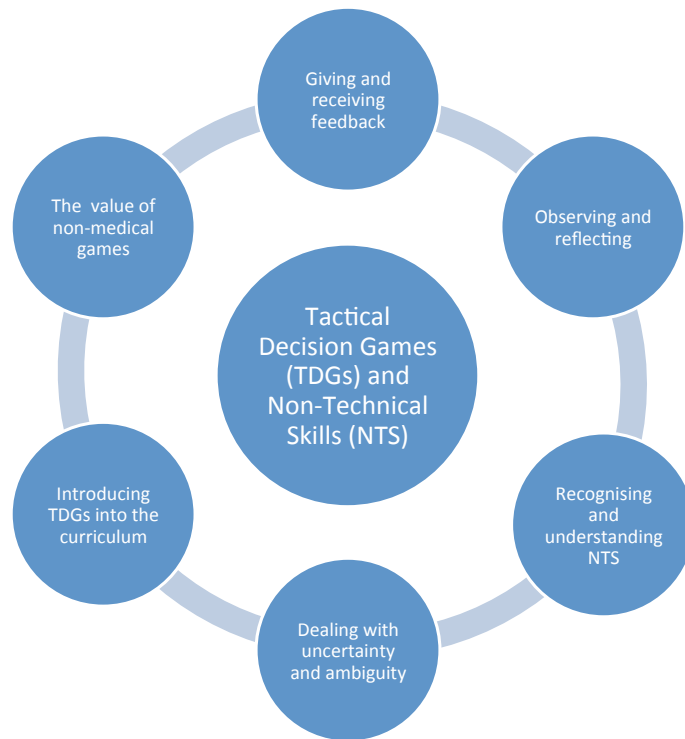 Giving and
receiving
feedback
Observing and
reflecting
Recognising
and
understanding
NTS
Dealing with
uncertainty
and ambiguity
Introducing
TDGs into the
curriculum
The value of
non-medical
games
Tactical
Decision Games
(TDGs) and
Non-Technical
Skills (NTS)